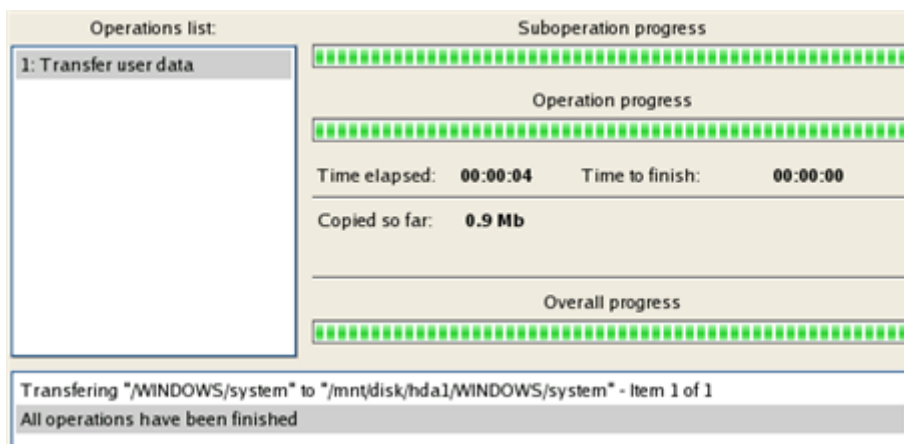 Operations list:
Suboperation progress
1: Transfer user data
Operation progress
Time elapsed: 00:00:04 Time to finish: 00:00:00
Copied so far: 0.9 Mb
Overall progress
Transfering "/WINDOWS/system" to "/mnt/disk/hda1/WINDOWS/system" - Item 1 of 1
All operations have been finished